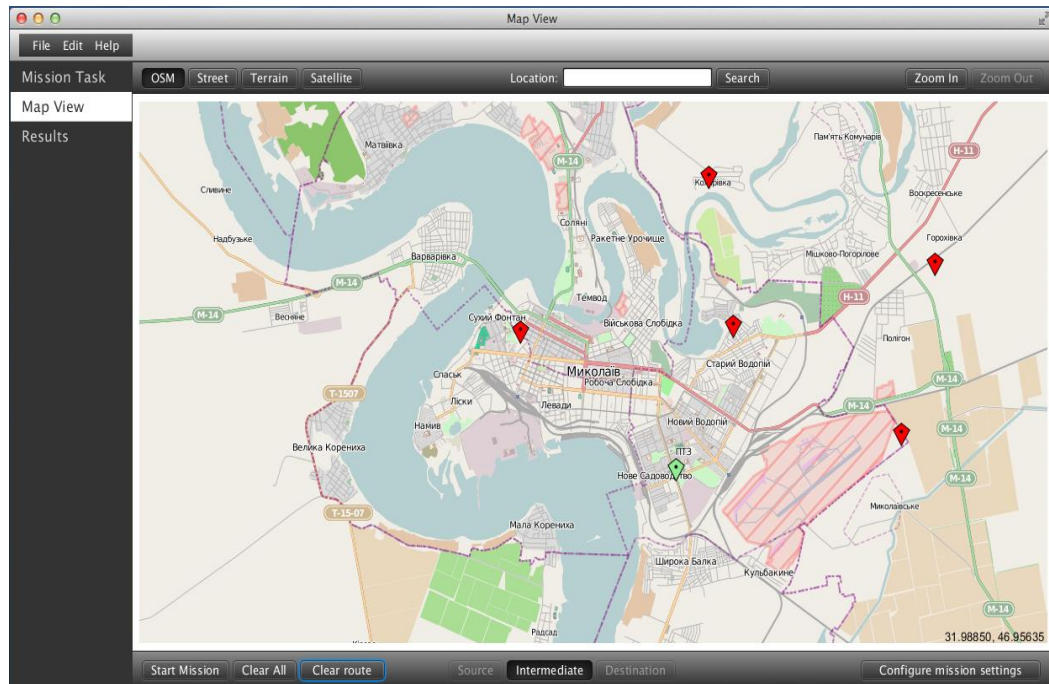 Map View
File Edit Help
Mission Task
Map View
Results
OSM Street Terrain Satellite
Location:
Search
Zoom In Zoom Out
Матвіївка
Пам'ять Комунарів
M-14
H-11
Сливине
Воскресенське
Соляні
Надбузьке
Ракетне Урочище
Горохівка
Мішково-Погорілове
Варварівка
M-14
H-11
Темвод
M-14
Весняне
Сухий Фонтан
Військова Слобідка
Полігон
Старий Водопій
Миколаїв
Спаськ
Робоча Слобідка
M-14
T-1507
Ліски
Левади
M-14
Намив
Новий Водопій
M-14
Велика Корениха
ПТЗ
Нове Садоводство
M-14
Миколаївське
T-15-07
Мала Корениха
Широка Балка
Кульбакине
M-14
Радсад
31.98850, 46.95635
Start Mission Clear All Clear route
Source Intermediate Destination
Configure mission settings